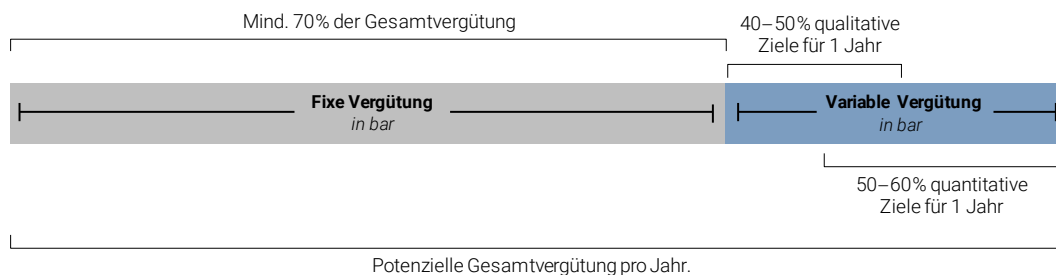 Mind. 70% der Gesamtvergütung
40–50% qualitative
Ziele für 1 Jahr
Fixe Vergütung
in bar
Variable Vergütung
in bar
50–60% quantitative
Ziele für 1 Jahr
Potenzielle Gesamtvergütung pro Jahr.